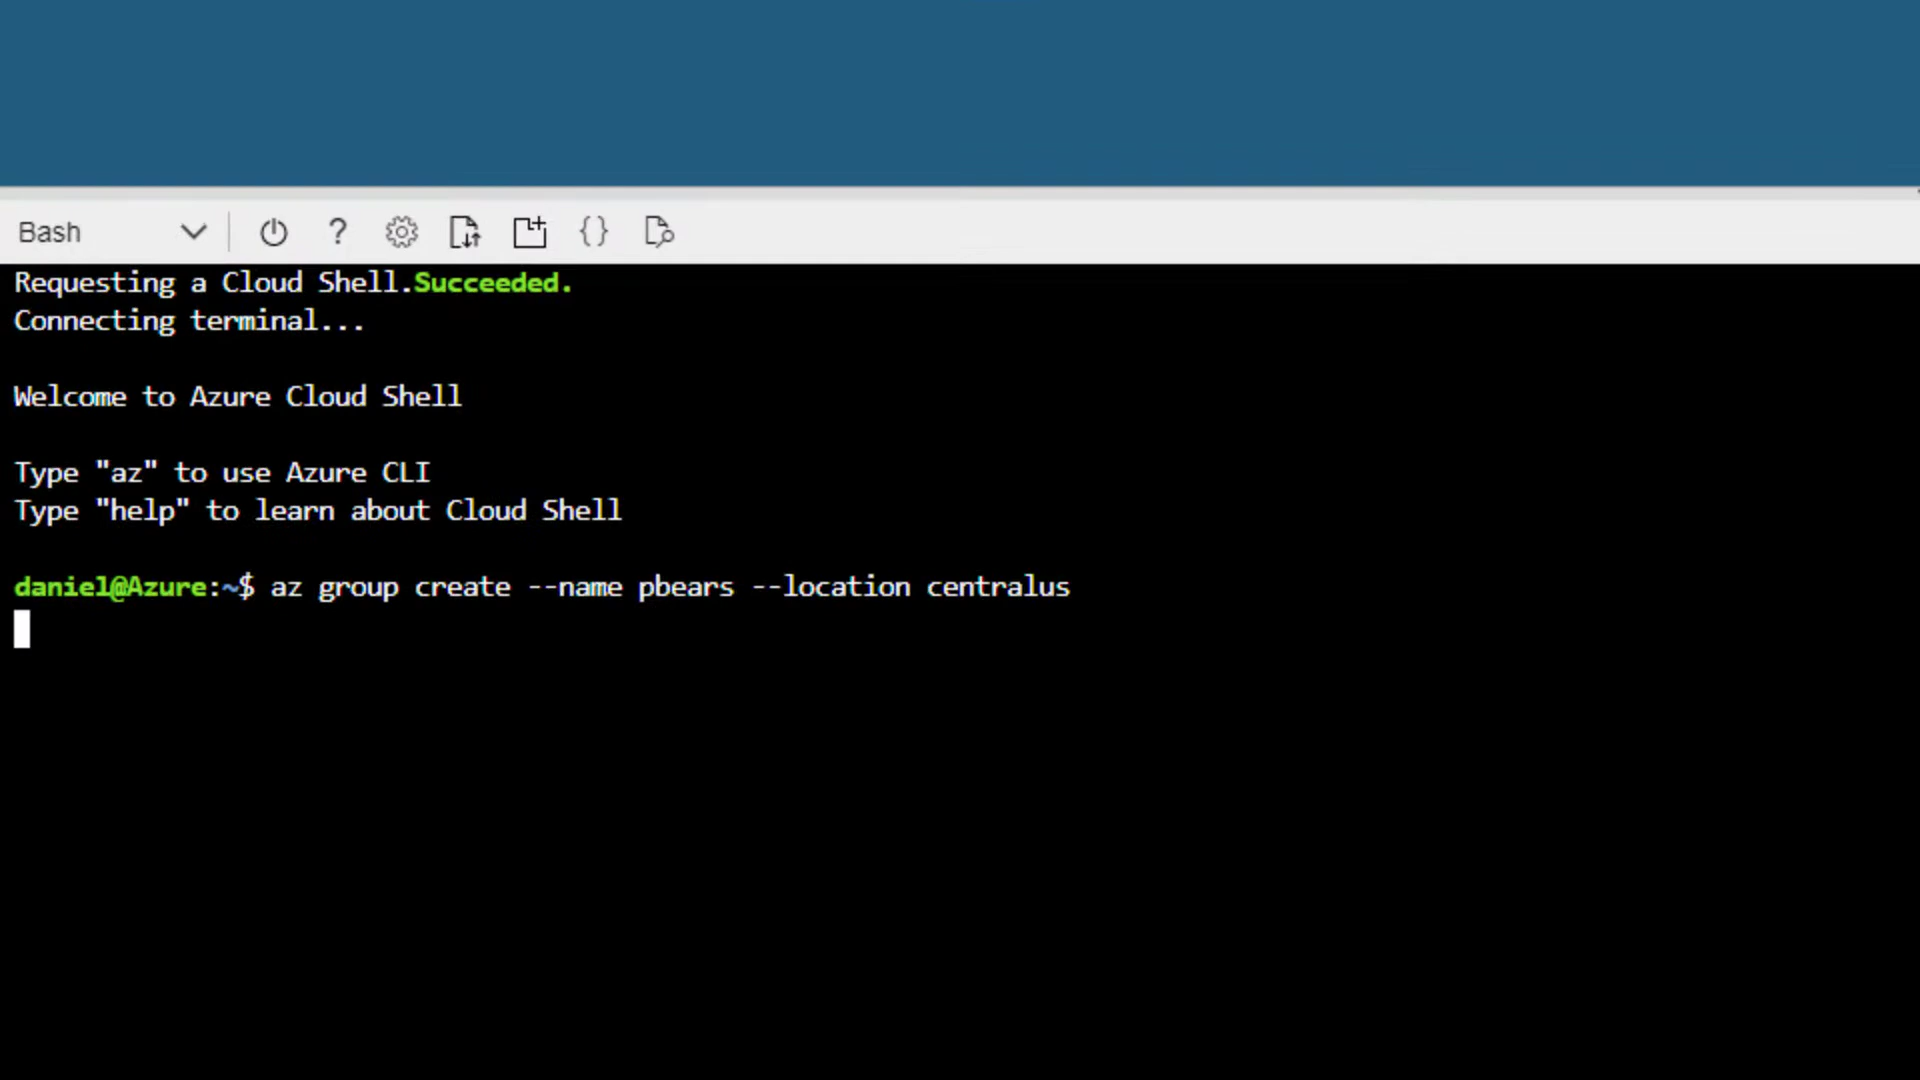 Bash
Requesting a Cloud Shell.Succeeded.
Connecting terminal...
Welcome to Azure Cloud Shell
Type "az" to use Azure CLI
Type "help" to learn about Cloud Shell
daniel@Azure:~$ az group create --name pbears --location centralus